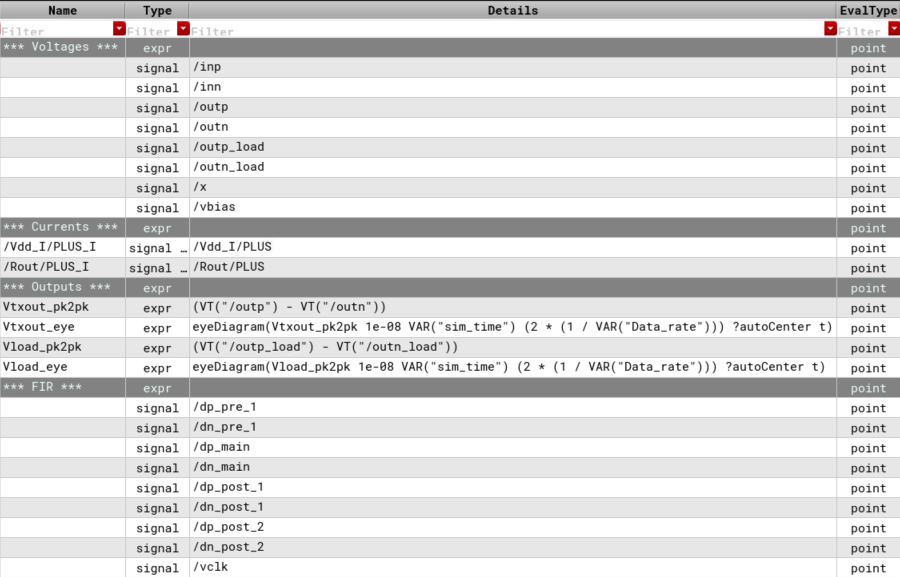 Name Type Details EvalType
Filter Filter Filter Filter
*** Voltages *** expr point
signal /inp point
signal /inn point
signal /outp point
signal /outn point
signal /outp_load point
signal /outn_load point
signal /x point
signal /vbias point
*** Currents *** expr point
/Vdd_I/PLUS_I signal … /Vdd_I/PLUS point
/Rout/PLUS_I signal … /Rout/PLUS point
*** Outputs *** expr point
Vtxout_pk2pk expr (VT("/outp") - VT("/outn")) point
Vtxout_eye expr eyeDiagram(Vtxout_pk2pk 1e-08 VAR("sim_time") (2 * (1 / VAR("Data_rate"))) ?autoCenter t) point
Vload_pk2pk expr (VT("/outp_load") - VT("/outn_load")) point
Vload_eye expr eyeDiagram(Vload_pk2pk 1e-08 VAR("sim_time") (2 * (1 / VAR("Data_rate"))) ?autoCenter t) point
*** FIR *** expr point
signal /dp_pre_1 point
signal /dn_pre_1 point
signal /dp_main point
signal /dn_main point
signal /dp_post_1 point
signal /dn_post_1 point
signal /dp_post_2 point
signal /dn_post_2 point
signal /vclk point